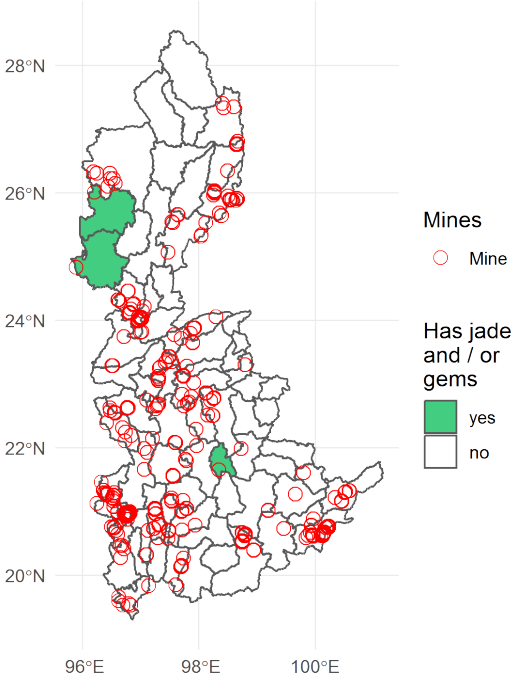 28°N
26°N
24°N
22°N
20°N
96°E
98°E
100°E
Mines
Mine
Has jade
and / or
gems
yes
no